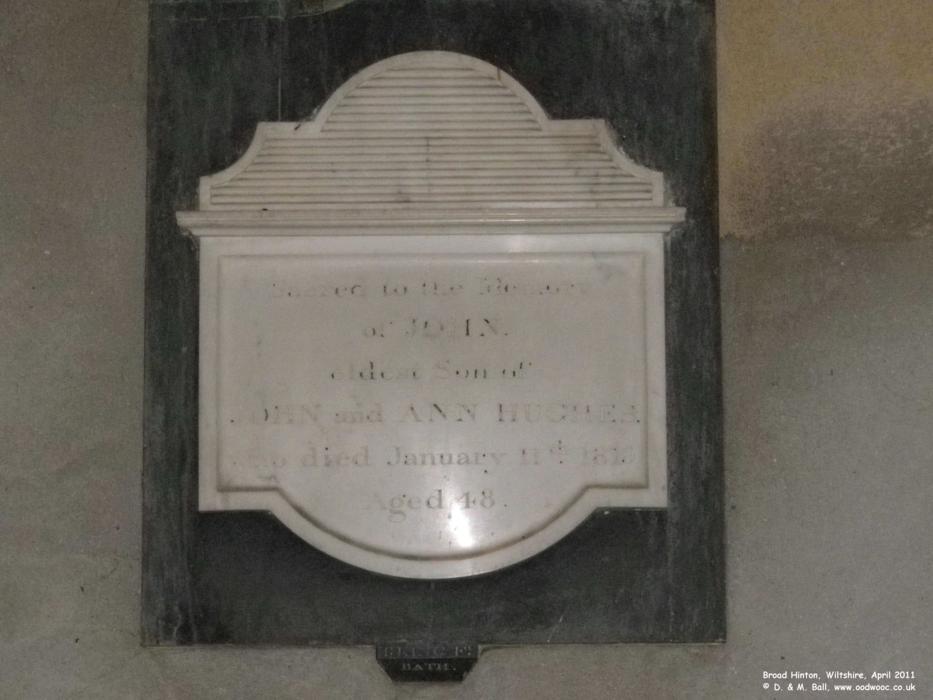 Sacred to the Memory
of JOHN.
eldest Son of
JOHN and ANN HUGHES
who died January 11th
Aged 48.
BATH.
Broad Hinton, Wiltshire, April 2011
© D. & M. Ball, www.oodwooc.co.uk